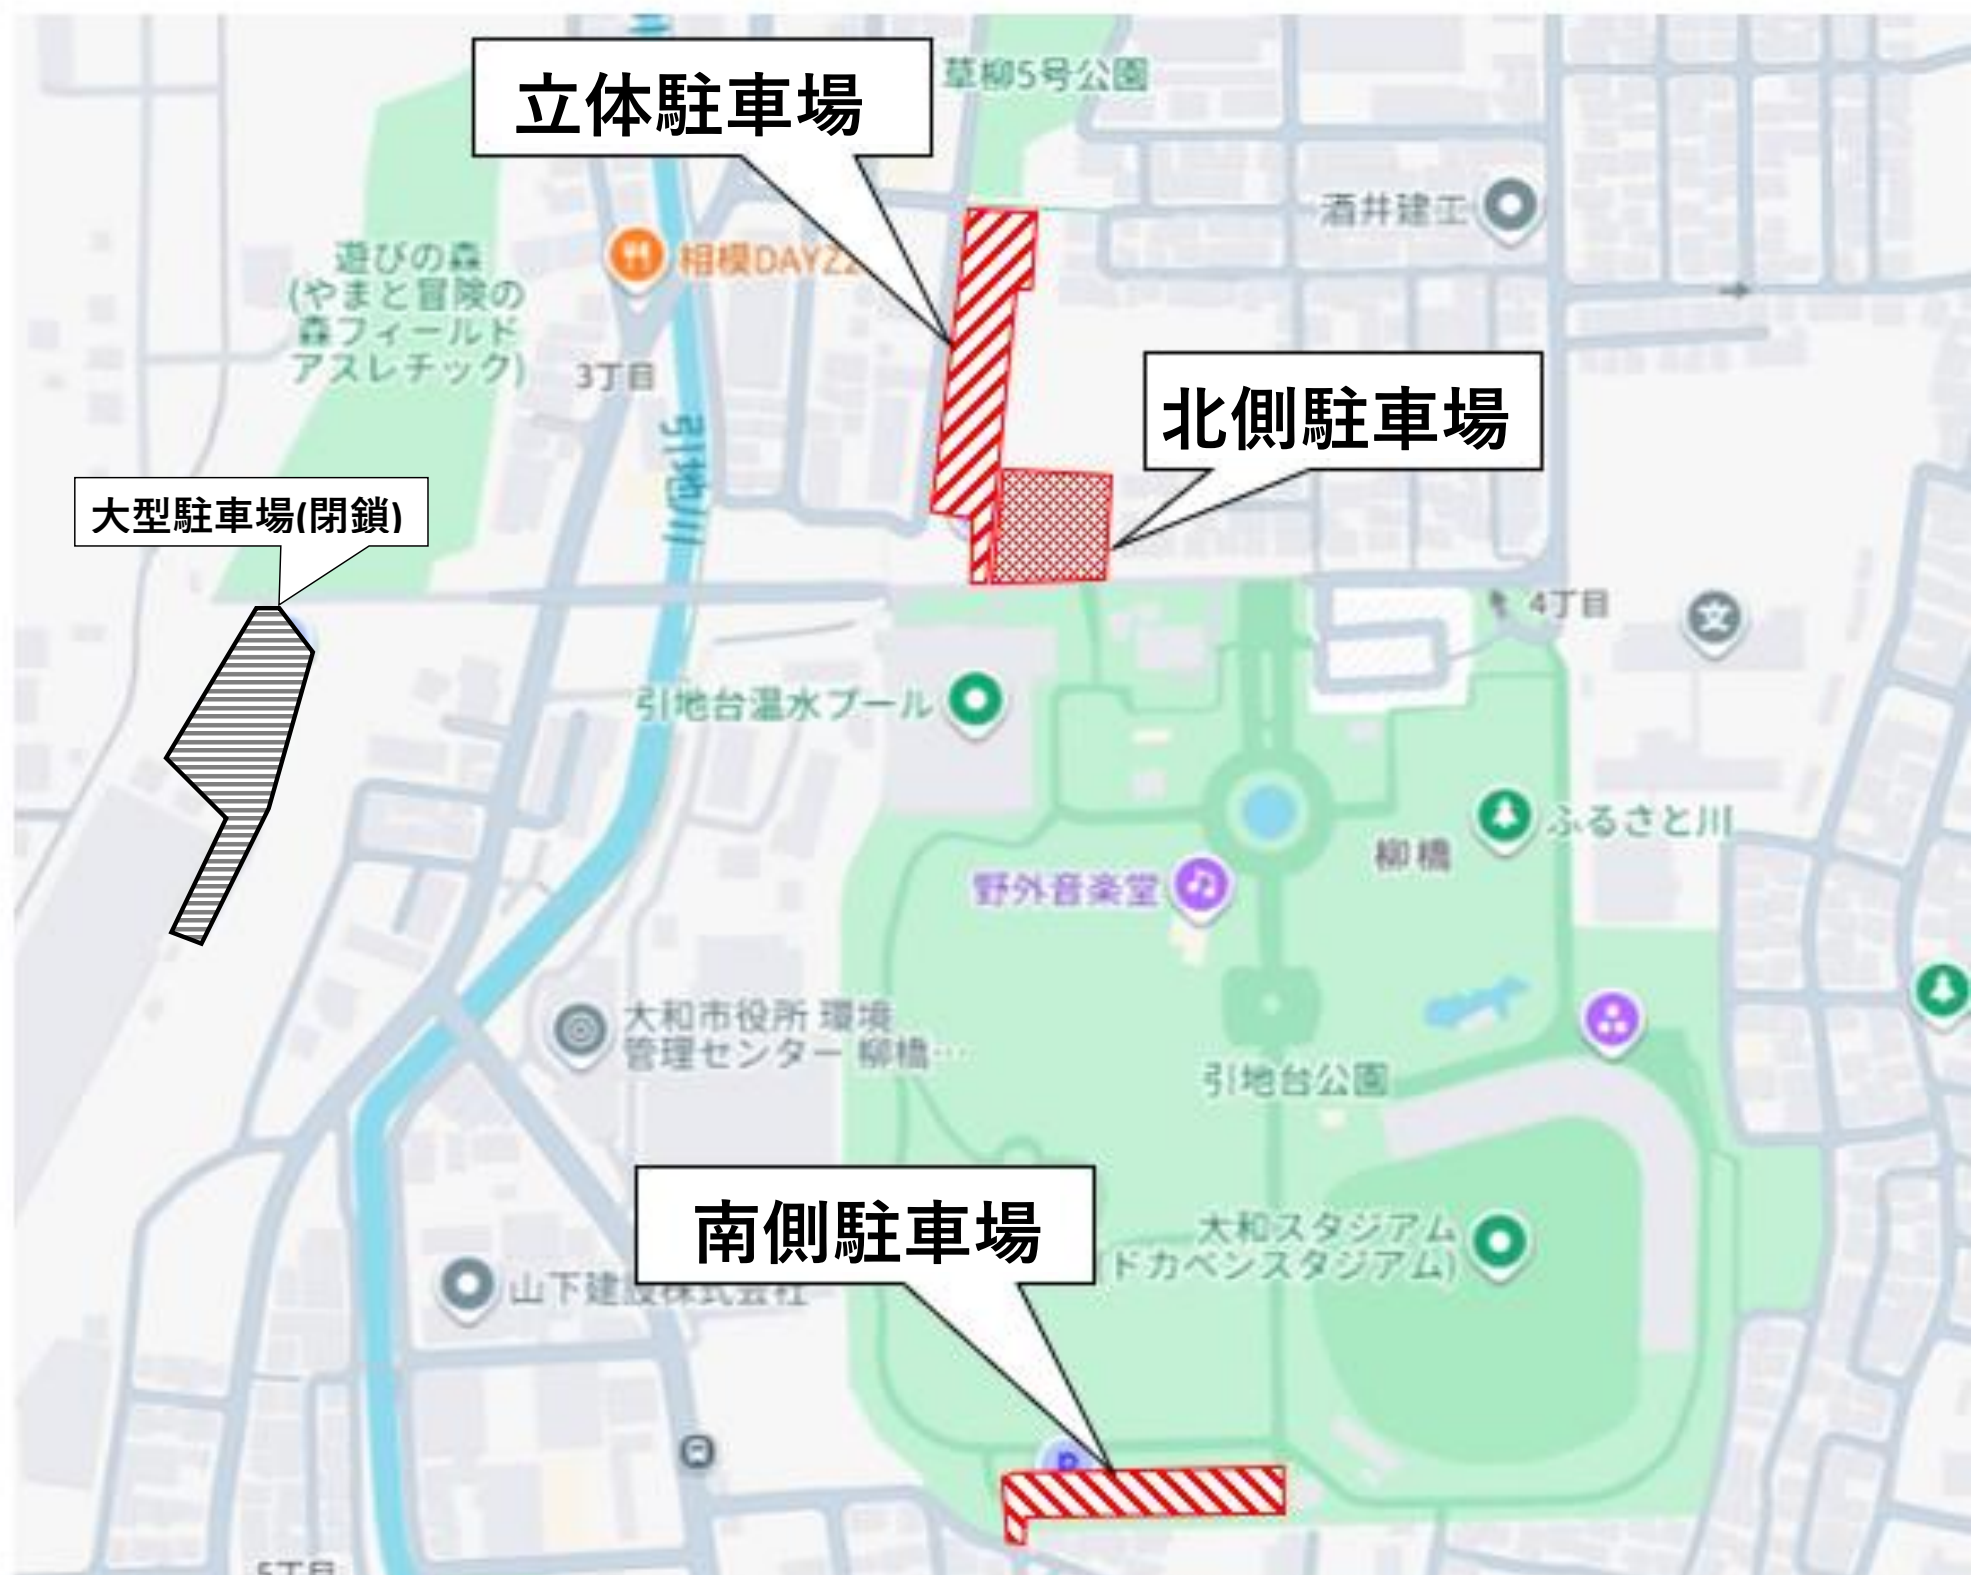 立体駐車場
草柳5号公園
酒井建工
相模DAYZZ
遊びの森
(やまと冒険の
森フィールド
アスレチック)
3丁目
北側駐車場
引地川
大型駐車場(閉鎖)
4丁目
引地台温水プール
ふるさと川
柳橋
野外音楽堂
大和市役所 環境
管理センター 柳橋…
引地台公園
南側駐車場
大和スタジアム
(ドカベンスタジアム)
山下建設株式会社
P
5丁目